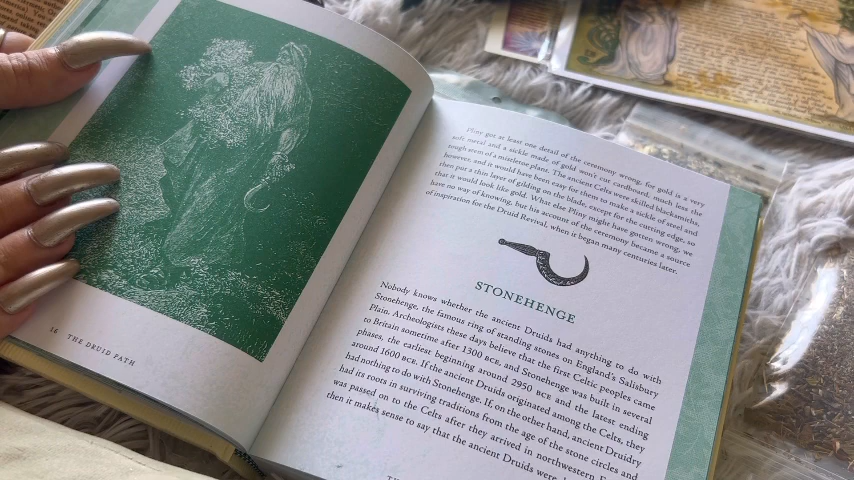 16 THE DRUID PATH
Pliny got at least one detail of the ceremony wrong, for gold is a very
soft metal and a sickle made of gold won't cut cardboard, much less the
tough stem of a mistletoe plant. The ancient Celts were skilled blacksmiths,
however, and it would have been easy for them to make a sickle of steel and
then put a thin layer of gilding on the blade, except for the cutting edge, so
that it would look like gold. What else Pliny might have gotten wrong, we
have no way of knowing, but his account of the ceremony became a source
of inspiration for the Druid Revival, when it began many centuries later.
STONEHENGE
Nobody knows whether the ancient Druids had anything to do with
Stonehenge, the famous ring of standing stones on England's Salisbury
Plain. Archeologists these days believe that the first Celtic peoples came
to Britain sometime after 1300 BCE, and Stonehenge was built in several
phases, the earliest beginning around 2950 BCE and the latest ending
around 1600 BCE. If the ancient Druids originated among the Celts, they
had nothing to do with Stonehenge. If, on the other hand, ancient Druidry
had its roots in surviving traditions from the age of the stone circles and
was passed on to the Celts after they arrived in northwestern
then it makes sense to say that the ancient Druids were